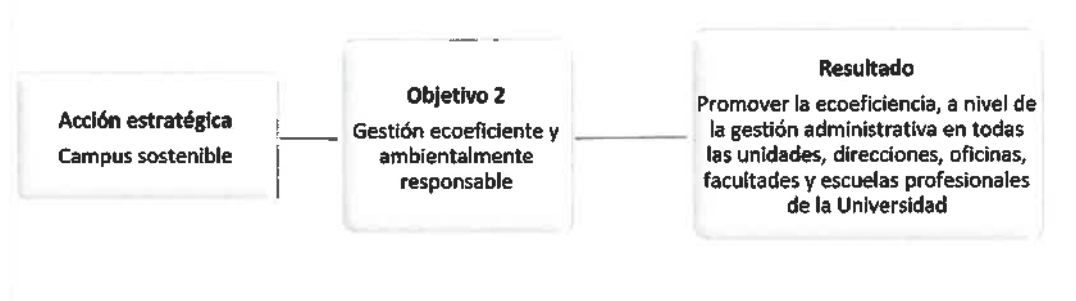 Acción estratégica
Campus sostenible
Objetivo 2
Gestión ecoeficiente y
ambientalmente
responsable
Resultado
Promover la ecoeficiencia, a nivel de
la gestión administrativa en todas
las unidades, direcciones, oficinas,
facultades y escuelas profesionales
de la Universidad